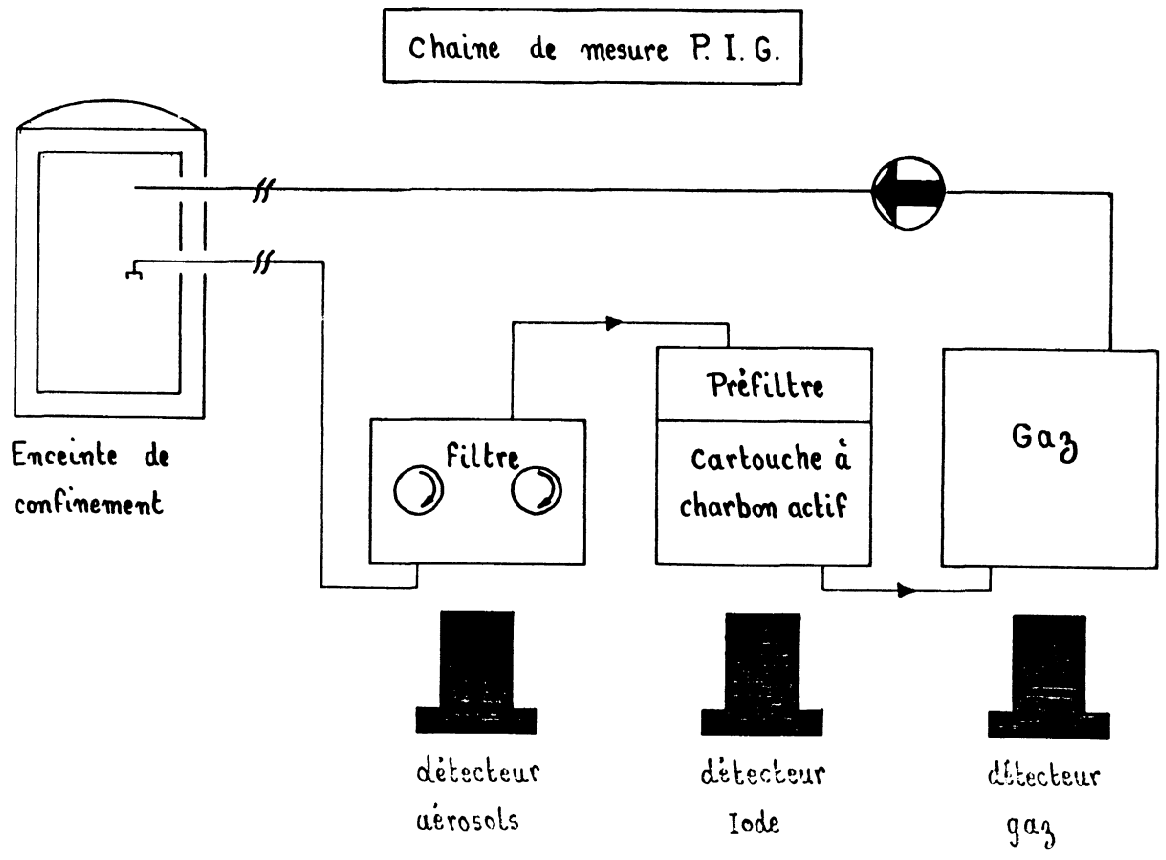 Chaine de mesure P. I. G.
Enceinte de
confinement
Filtre
Préfiltre
Cartouche à
charbon actif
Gaz
détecteur
aérosols
détecteur
Iode
détecteur
gaz